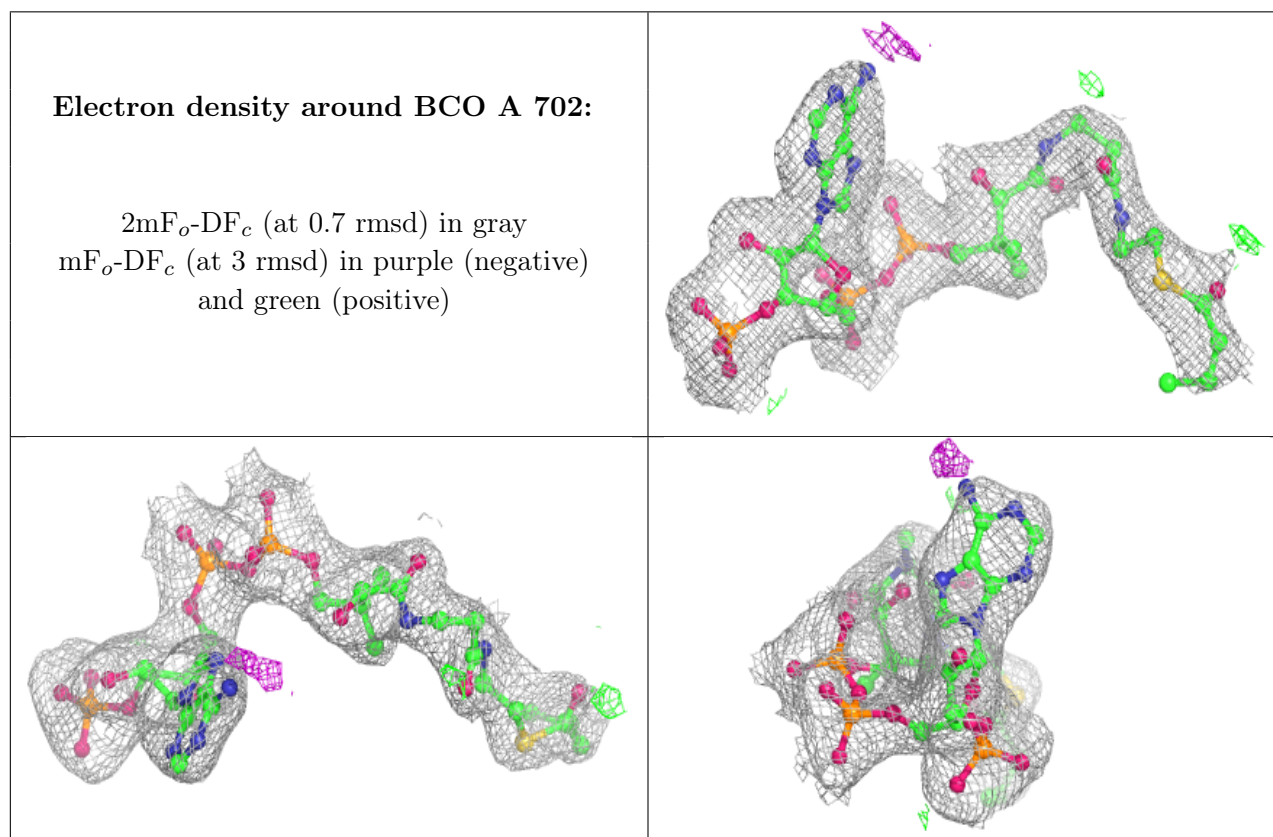 Electron density around BCO A 702:
2mFₒ-DF𝒸 (at 0.7 rmsd) in gray
mFₒ-DF𝒸 (at 3 rmsd) in purple (negative)
and green (positive)